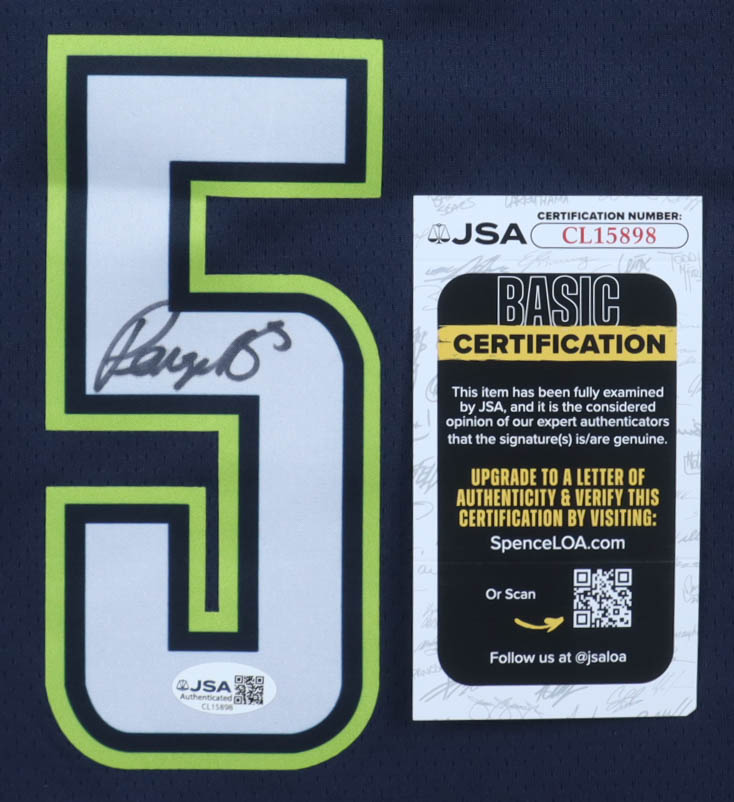 5
CERTIFICATION NUMBER:
JSA CL15898
BASIC
CERTIFICATION
This item has been fully examined
by JSA, and it is the considered
opinion of our expert authenticators
that the signature(s) is/are genuine.
UPGRADE TO A LETTER OF
AUTHENTICITY & VERIFY THIS
CERTIFICATION BY VISITING:
SpenceLOA.com
Or Scan
Follow us at @jsaloa
JSA
Authenticated
CL15898